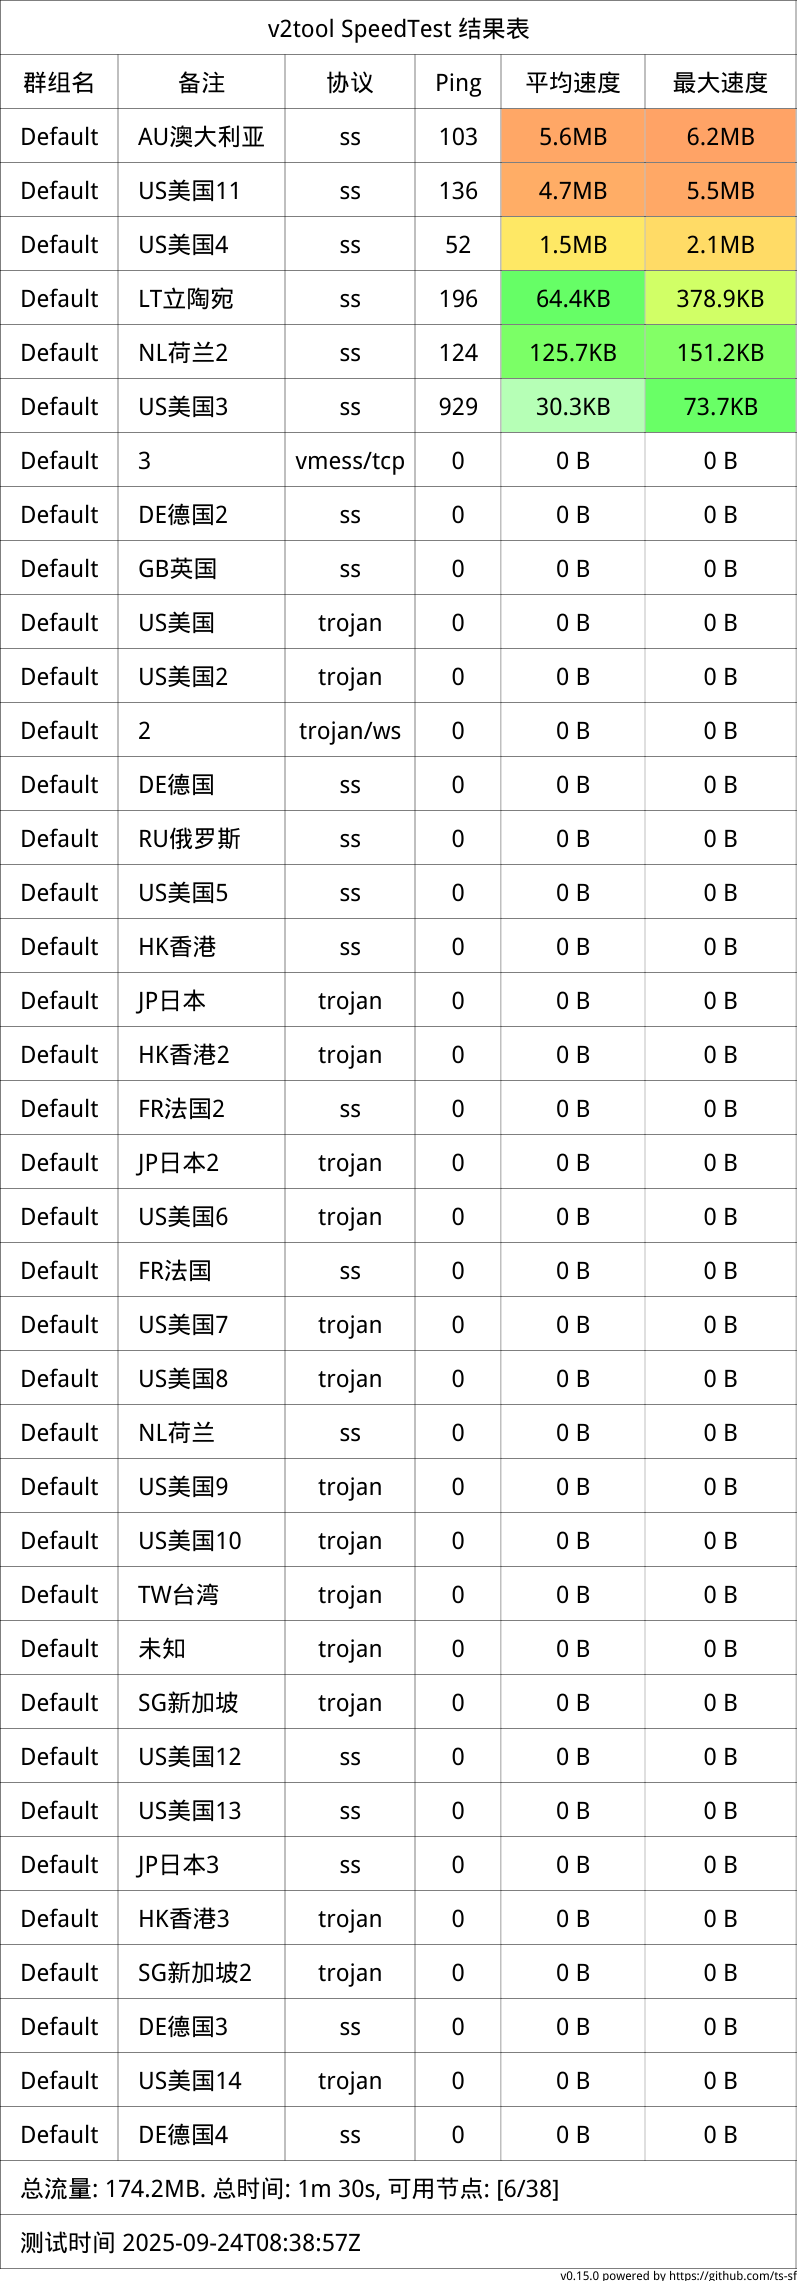 v2tool SpeedTest 结果表
群组名 备注 协议 Ping 平均速度 最大速度
Default AU澳大利亚 ss 103 5.6MB 6.2MB
Default US美国11 ss 136 4.7MB 5.5MB
Default US美国4 ss 52 1.5MB 2.1MB
Default LT立陶宛 ss 196 64.4KB 378.9KB
Default NL荷兰2 ss 124 125.7KB 151.2KB
Default US美国3 ss 929 30.3KB 73.7KB
Default 3 vmess/tcp 0 0 B 0 B
Default DE德国2 ss 0 0 B 0 B
Default GB英国 ss 0 0 B 0 B
Default US美国 trojan 0 0 B 0 B
Default US美国2 trojan 0 0 B 0 B
Default 2 trojan/ws 0 0 B 0 B
Default DE德国 ss 0 0 B 0 B
Default RU俄罗斯 ss 0 0 B 0 B
Default US美国5 ss 0 0 B 0 B
Default HK香港 ss 0 0 B 0 B
Default JP日本 trojan 0 0 B 0 B
Default HK香港2 trojan 0 0 B 0 B
Default FR法国2 ss 0 0 B 0 B
Default JP日本2 trojan 0 0 B 0 B
Default US美国6 trojan 0 0 B 0 B
Default FR法国 ss 0 0 B 0 B
Default US美国7 trojan 0 0 B 0 B
Default US美国8 trojan 0 0 B 0 B
Default NL荷兰 ss 0 0 B 0 B
Default US美国9 trojan 0 0 B 0 B
Default US美国10 trojan 0 0 B 0 B
Default TW台湾 trojan 0 0 B 0 B
Default 未知 trojan 0 0 B 0 B
Default SG新加坡 trojan 0 0 B 0 B
Default US美国12 ss 0 0 B 0 B
Default US美国13 ss 0 0 B 0 B
Default JP日本3 ss 0 0 B 0 B
Default HK香港3 trojan 0 0 B 0 B
Default SG新加坡2 trojan 0 0 B 0 B
Default DE德国3 ss 0 0 B 0 B
Default US美国14 trojan 0 0 B 0 B
Default DE德国4 ss 0 0 B 0 B
总流量: 174.2MB. 总时间: 1m 30s, 可用节点: [6/38]
测试时间 2025-09-24T08:38:57Z
v0.15.0 powered by https://github.com/ts-sf